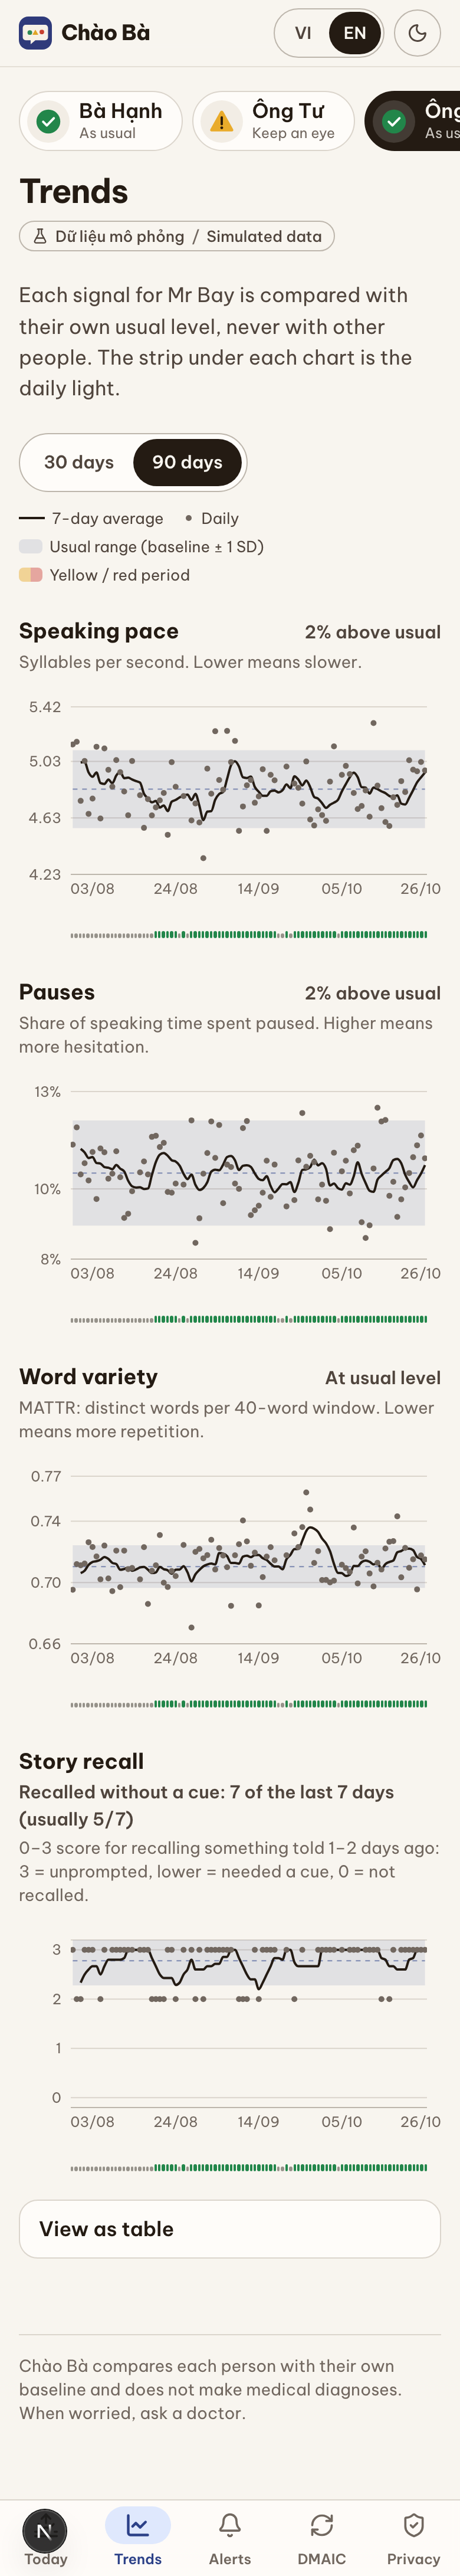 Chào Bà
VI EN
Bà Hạnh
As usual
Ông Tư
Keep an eye
Ông
As us
Trends
Dữ liệu mô phỏng / Simulated data
Each signal for Mr Bay is compared with
their own usual level, never with other
people. The strip under each chart is the
daily light.
30 days 90 days
7-day average Daily
Usual range (baseline ± 1 SD)
Yellow / red period
Speaking pace 2% above usual
Syllables per second. Lower means slower.
5.42
5.03
4.63
4.23
03/08 24/08 14/09 05/10 26/10
Pauses 2% above usual
Share of speaking time spent paused. Higher means
more hesitation.
13%
10%
8%
03/08 24/08 14/09 05/10 26/10
Word variety At usual level
MATTR: distinct words per 40-word window. Lower
means more repetition.
0.77
0.74
0.70
0.66
03/08 24/08 14/09 05/10 26/10
Story recall
Recalled without a cue: 7 of the last 7 days
(usually 5/7)
0–3 score for recalling something told 1–2 days ago:
3 = unprompted, lower = needed a cue, 0 = not
recalled.
3
2
1
0
03/08 24/08 14/09 05/10 26/10
View as table
Chào Bà compares each person with their own
baseline and does not make medical diagnoses.
When worried, ask a doctor.
N
Today Trends Alerts DMAIC Privacy